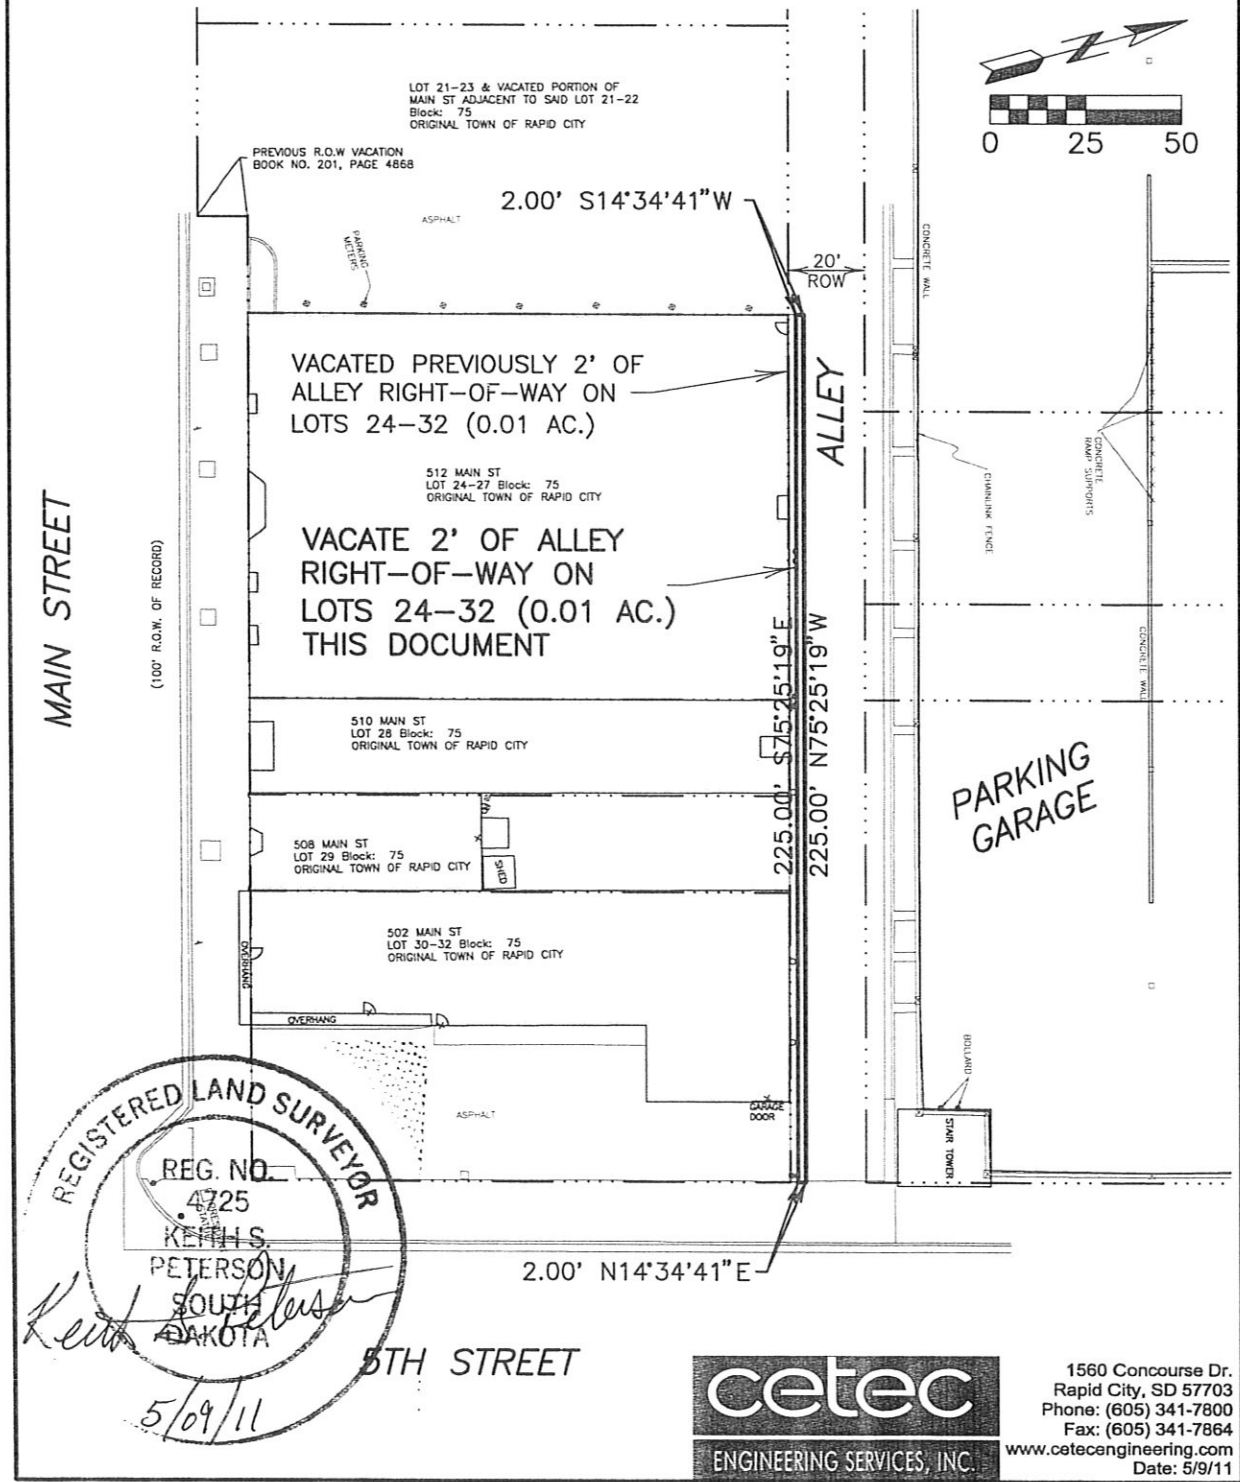 LOT 21-23 & VACATED PORTION OF
MAIN ST ADJACENT TO SAID LOT 21-22
Block: 75
ORIGINAL TOWN OF RAPID CITY
PREVIOUS R.O.W VACATION
BOOK NO. 201, PAGE 4868
0 25 50
2.00' S14°34'41"W
ASPHALT
PARKING
METERS
20'
ROW
CONCRETE WALL
VACATED PREVIOUSLY 2' OF
ALLEY RIGHT-OF-WAY ON
LOTS 24-32 (0.01 AC.)
ALLEY
512 MAIN ST
LOT 24-27 Block: 75
ORIGINAL TOWN OF RAPID CITY
CONCRETE
RAMP SUPPORTS
CHAINLINK FENCE
MAIN STREET
(100' R.O.W. OF RECORD)
VACATE 2' OF ALLEY
RIGHT-OF-WAY ON
LOTS 24-32 (0.01 AC.)
THIS DOCUMENT
225.00' S75°25'19"E
225.00' N75°25'19"W
CONCRETE WALL
510 MAIN ST
LOT 28 Block: 75
ORIGINAL TOWN OF RAPID CITY
PARKING
GARAGE
508 MAIN ST
LOT 29 Block: 75
ORIGINAL TOWN OF RAPID CITY
SHED
502 MAIN ST
LOT 30-32 Block: 75
ORIGINAL TOWN OF RAPID CITY
OVERHANG
OVERHANG
BOLLARD
ASPHALT
GARAGE
DOOR
STAIR TOWER
REGISTERED LAND SURVEYOR
REG. NO.
4725
KEITH S.
PETERSON
SOUTH
DAKOTA
Keith S. Peterson
5/09/11
2.00' N14°34'41"E
5TH STREET
cetec
ENGINEERING SERVICES, INC.
1560 Concourse Dr.
Rapid City, SD 57703
Phone: (605) 341-7800
Fax: (605) 341-7864
www.cetecengineering.com
Date: 5/9/11